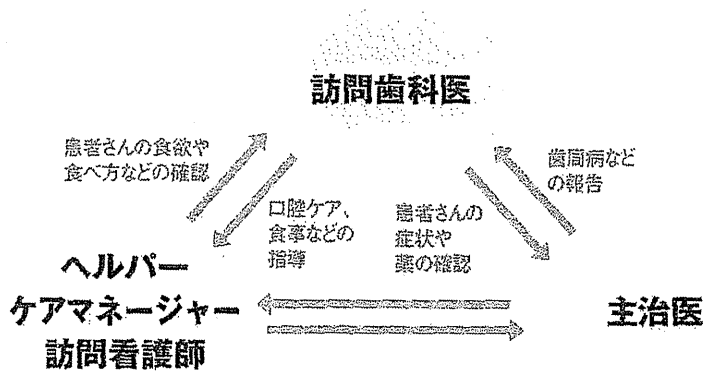 訪問歯科医
患者さんの食欲や
食べ方などの確認
歯周病など
の報告
口腔ケア、
食事などの
指導
患者さんの
症状や
薬の確認
ヘルパー
ケアマネージャー
訪問看護師
主治医